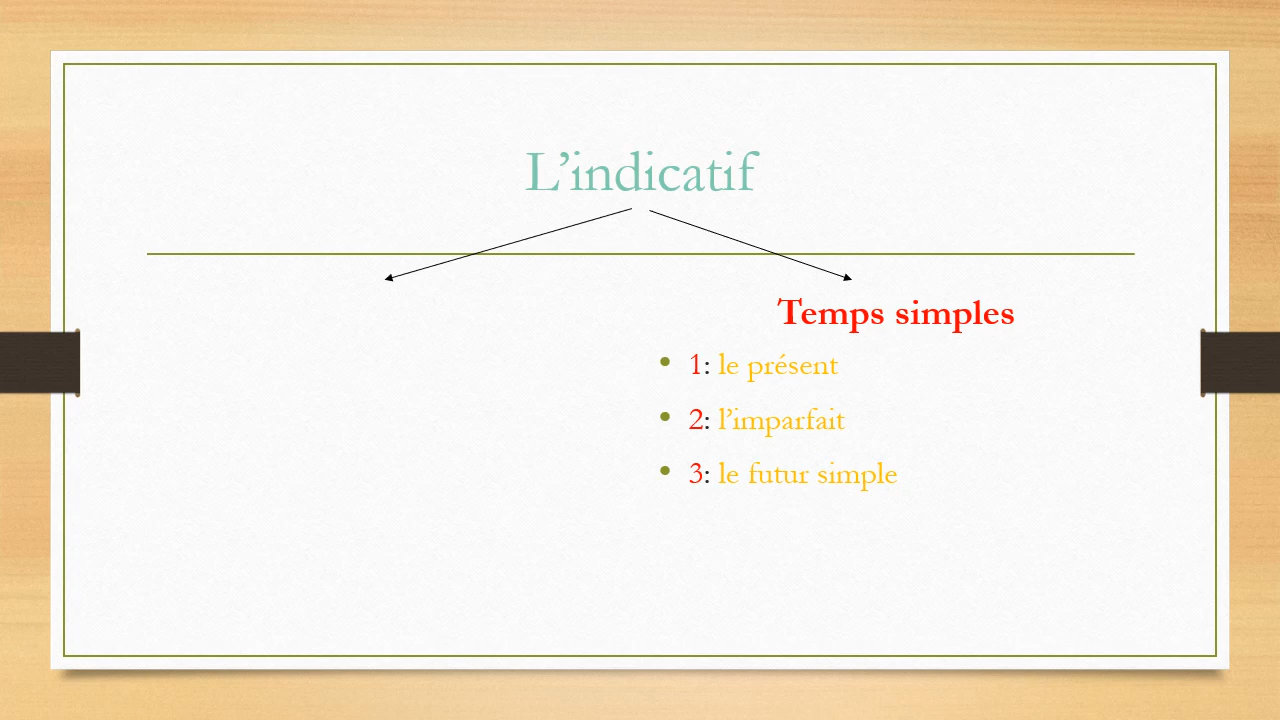 L’indicatif
Temps simples
• 1: le présent
• 2: l’imparfait
• 3: le futur simple